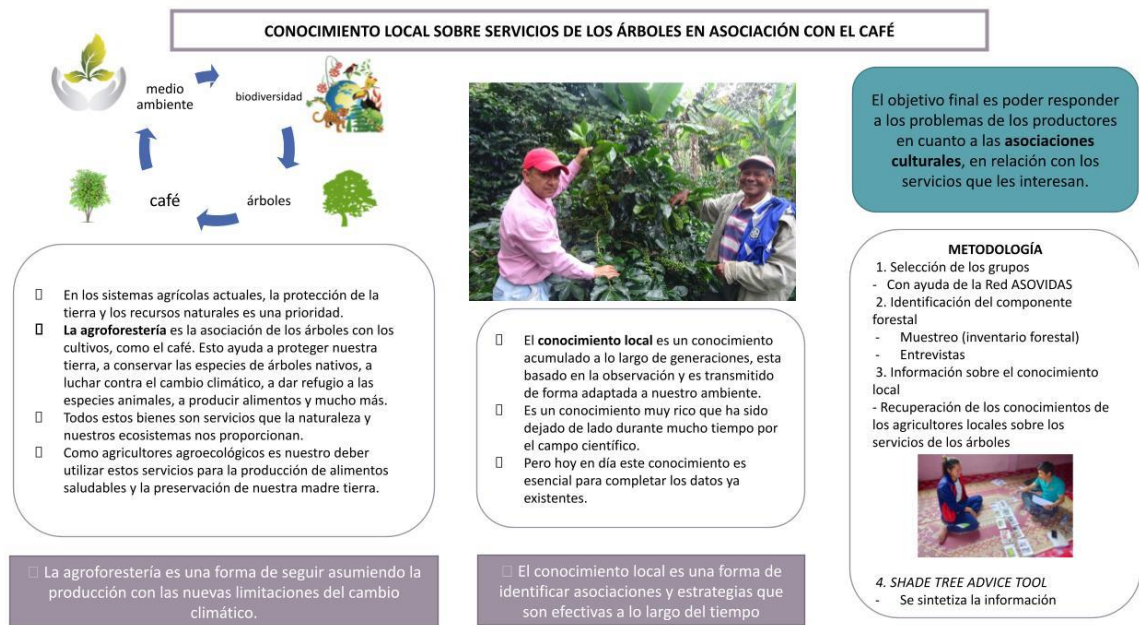 CONOCIMIENTO LOCAL SOBRE SERVICIOS DE LOS ÁRBOLES EN ASOCIACIÓN CON EL CAFÉ
medio
ambiente
biodiversidad
café
árboles
En los sistemas agrícolas actuales, la protección de la
tierra y los recursos naturales es una prioridad.
La agroforestería es la asociación de los árboles con los
cultivos, como el café. Esto ayuda a proteger nuestra
tierra, a conservar las especies de árboles nativos, a
luchar contra el cambio climático, a dar refugio a las
especies animales, a producir alimentos y mucho más.
Todos estos bienes son servicios que la naturaleza y
nuestros ecosistemas nos proporcionan.
Como agricultores agroecológicos es nuestro deber
utilizar estos servicios para la producción de alimentos
saludables y la preservación de nuestra madre tierra.
La agroforestería es una forma de seguir asumiendo la
producción con las nuevas limitaciones del cambio
climático.
El conocimiento local es un conocimiento
acumulado a lo largo de generaciones, esta
basado en la observación y es transmitido
de forma adaptada a nuestro ambiente.
Es un conocimiento muy rico que ha sido
dejado de lado durante mucho tiempo por
el campo científico.
Pero hoy en día este conocimiento es
esencial para completar los datos ya
existentes.
El conocimiento local es una forma de
identificar asociaciones y estrategias que
son efectivas a lo largo del tiempo
El objetivo final es poder responder
a los problemas de los productores
en cuanto a las asociaciones
culturales, en relación con los
servicios que les interesan.
METODOLOGÍA
1. Selección de los grupos
- Con ayuda de la Red ASOVIDAS
2. Identificación del componente
forestal
- Muestreo (inventario forestal)
- Entrevistas
3. Información sobre el conocimiento
local
- Recuperación de los conocimientos de
los agricultores locales sobre los
servicios de los árboles
4. SHADE TREE ADVICE TOOL
- Se sintetiza la información